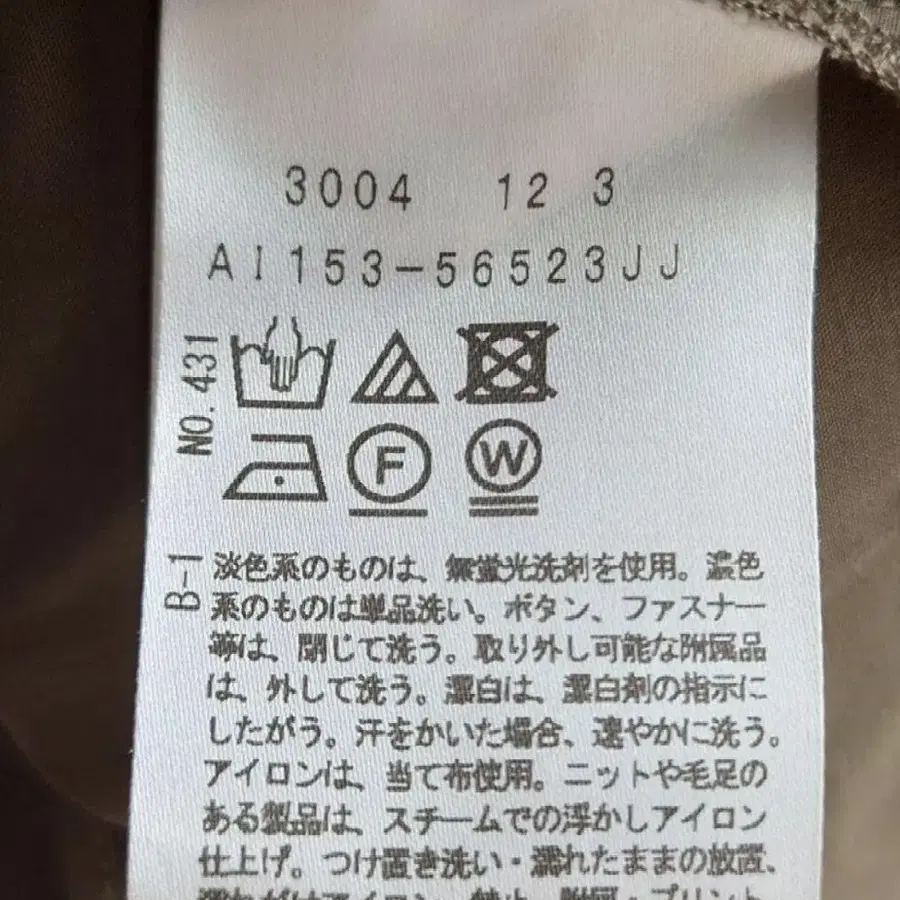 3004 12 3
AI153-56523JJ
NO.431
F W
B-1
淡色系のものは、無蛍光洗剤を使用。濃色
系のものは単品洗い。ボタン、ファスナー
等は、閉じて洗う。取り外し可能な附属品
は、外して洗う。漂白は、漂白剤の指示に
したがう。汗をかいた場合、速やかに洗う。
アイロンは、当て布使用。ニットや毛足の
ある製品は、スチームでの浮かしアイロン
仕上げ。つけ置き洗い・濡れたままの放置、